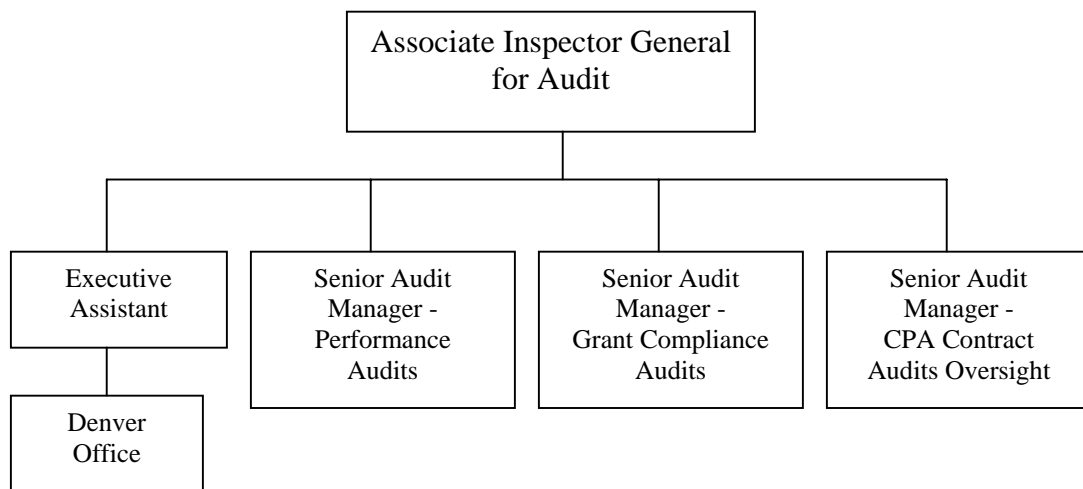 Associate Inspector General
for Audit
Executive
Assistant
Senior Audit
Manager -
Performance
Audits
Senior Audit
Manager -
Grant Compliance
Audits
Senior Audit
Manager -
CPA Contract
Audits Oversight
Denver
Office